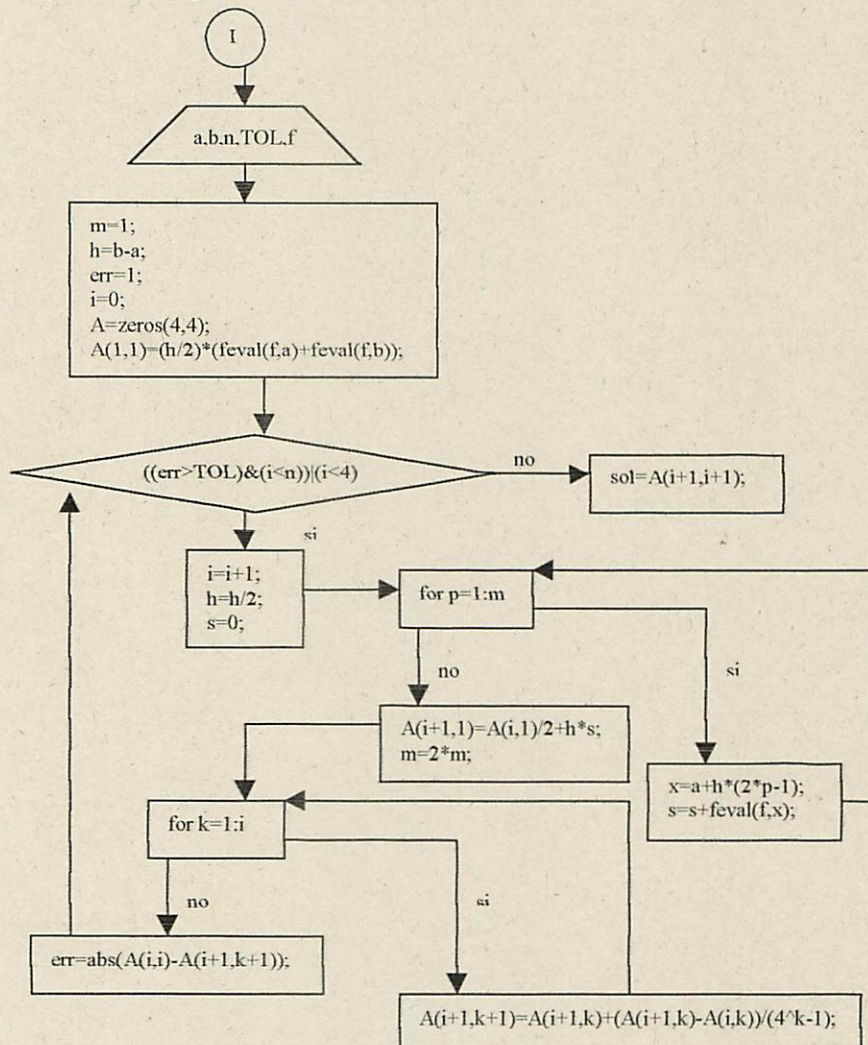 I
a,b,n,TOL,f
m=1;
h=b-a;
err=1;
i=0;
A=zeros(4,4);
A(1,1)=(h/2)*(feval(f,a)+feval(f,b));
((err>TOL)&(i<n))|(i<4)
no
sol=A(i+1,i+1);
si
i=i+1;
h=h/2;
s=0;
for p=1:m
no
si
A(i+1,1)=A(i,1)/2+h*s;
m=2*m;
x=a+h*(2*p-1);
s=s+feval(f,x);
for k=1:i
no
si
err=abs(A(i,i)-A(i+1,k+1));
A(i+1,k+1)=A(i+1,k)+(A(i+1,k)-A(i,k))/(4^k-1);